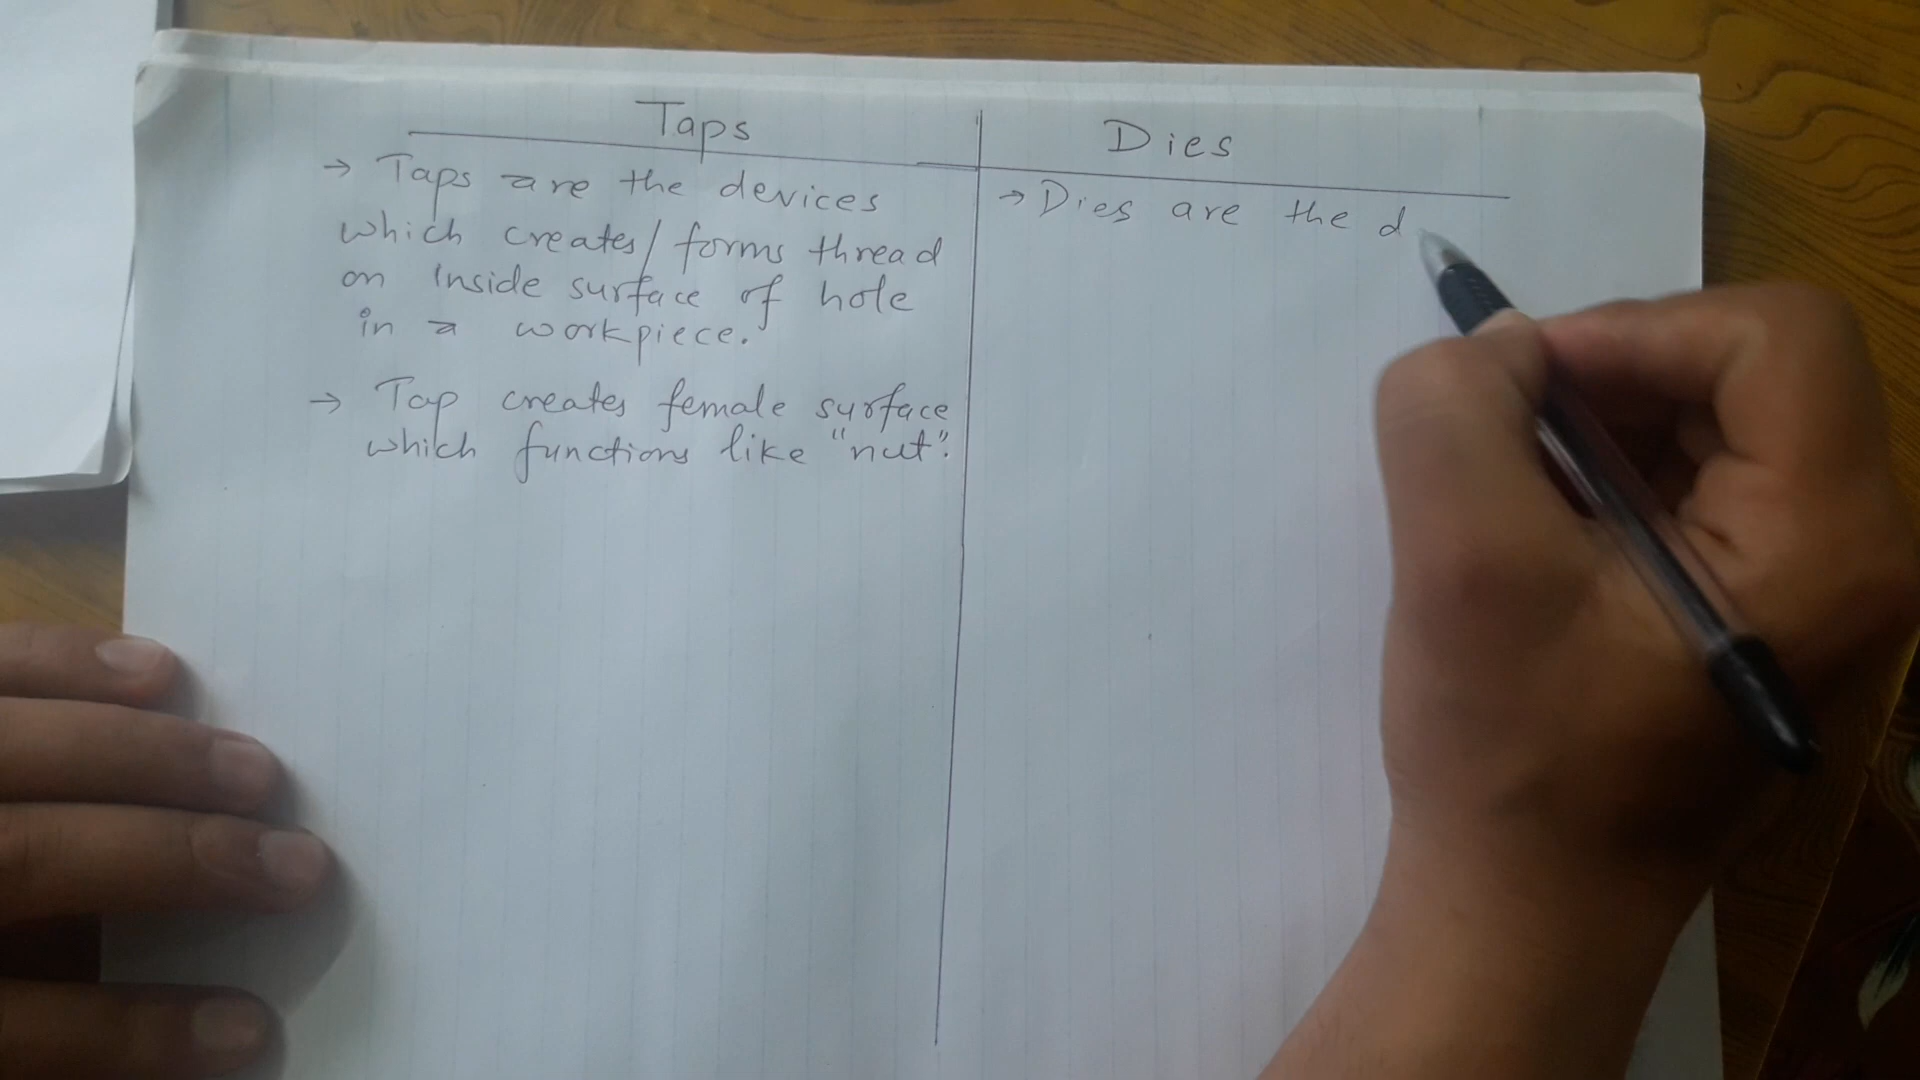 Taps
→ Taps are the devices
which creates/forms thread
on inside surface of hole
in a workpiece.
→ Tap creates female surface
which functions like "nut".
Dies
→ Dies are the d